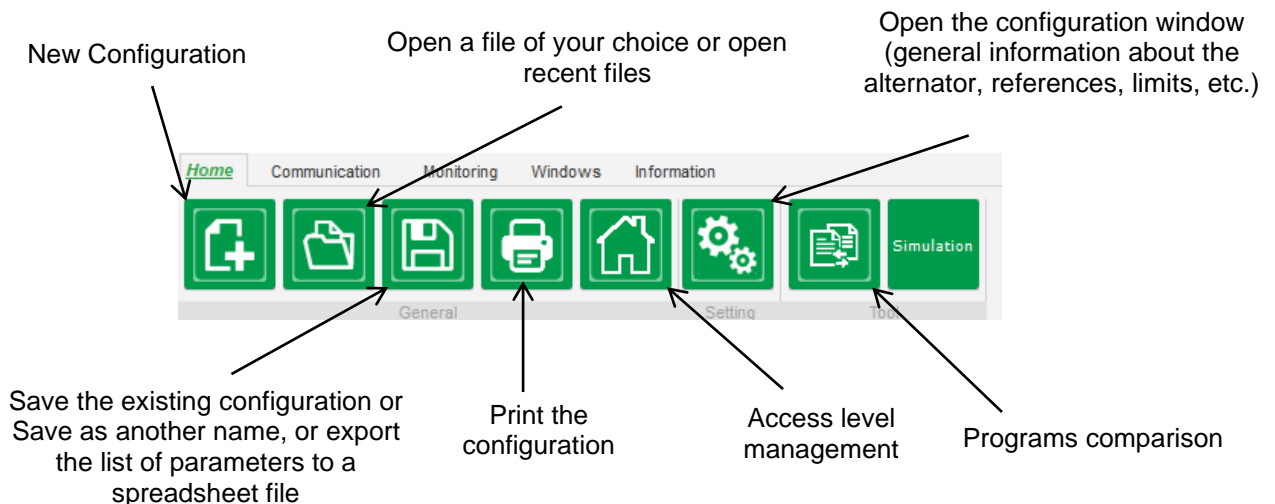 Open the configuration window
(general information about the
alternator, references, limits, etc.)
Open a file of your choice or open
recent files
New Configuration
Home Communication Monitoring Windows Information
Simulation
General Setting Tool
Save the existing configuration or
Save as another name, or export
the list of parameters to a
spreadsheet file
Print the
configuration
Access level
management
Programs comparison